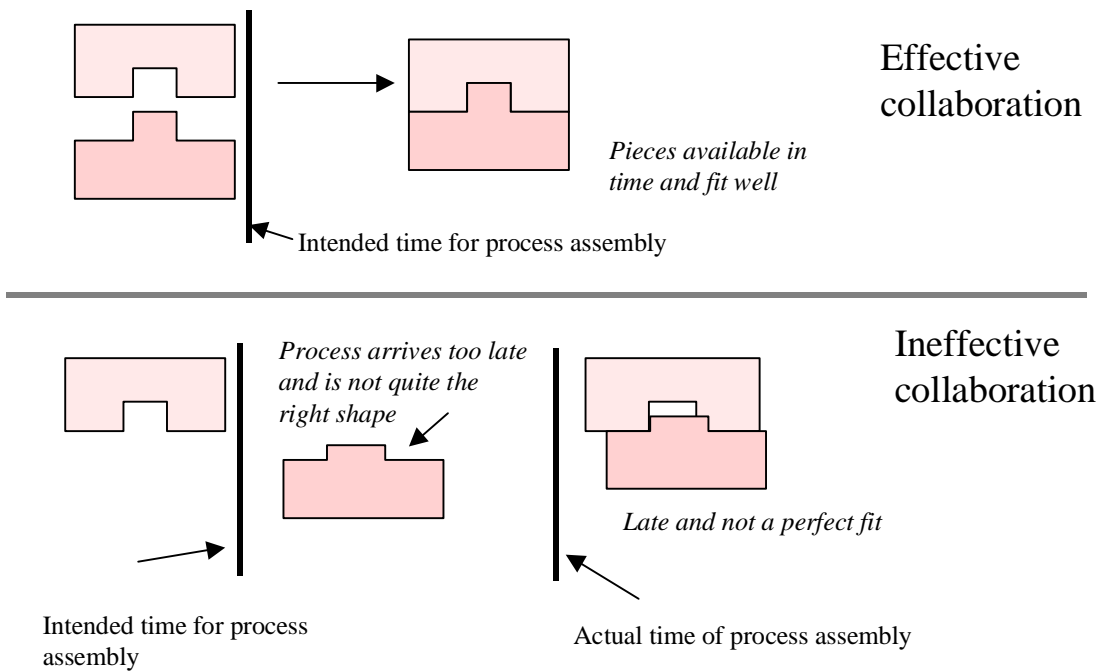 Effective
collaboration
Pieces available in
time and fit well
Intended time for process assembly
Ineffective
collaboration
Process arrives too late
and is not quite the
right shape
Late and not a perfect fit
Intended time for process
assembly
Actual time of process assembly